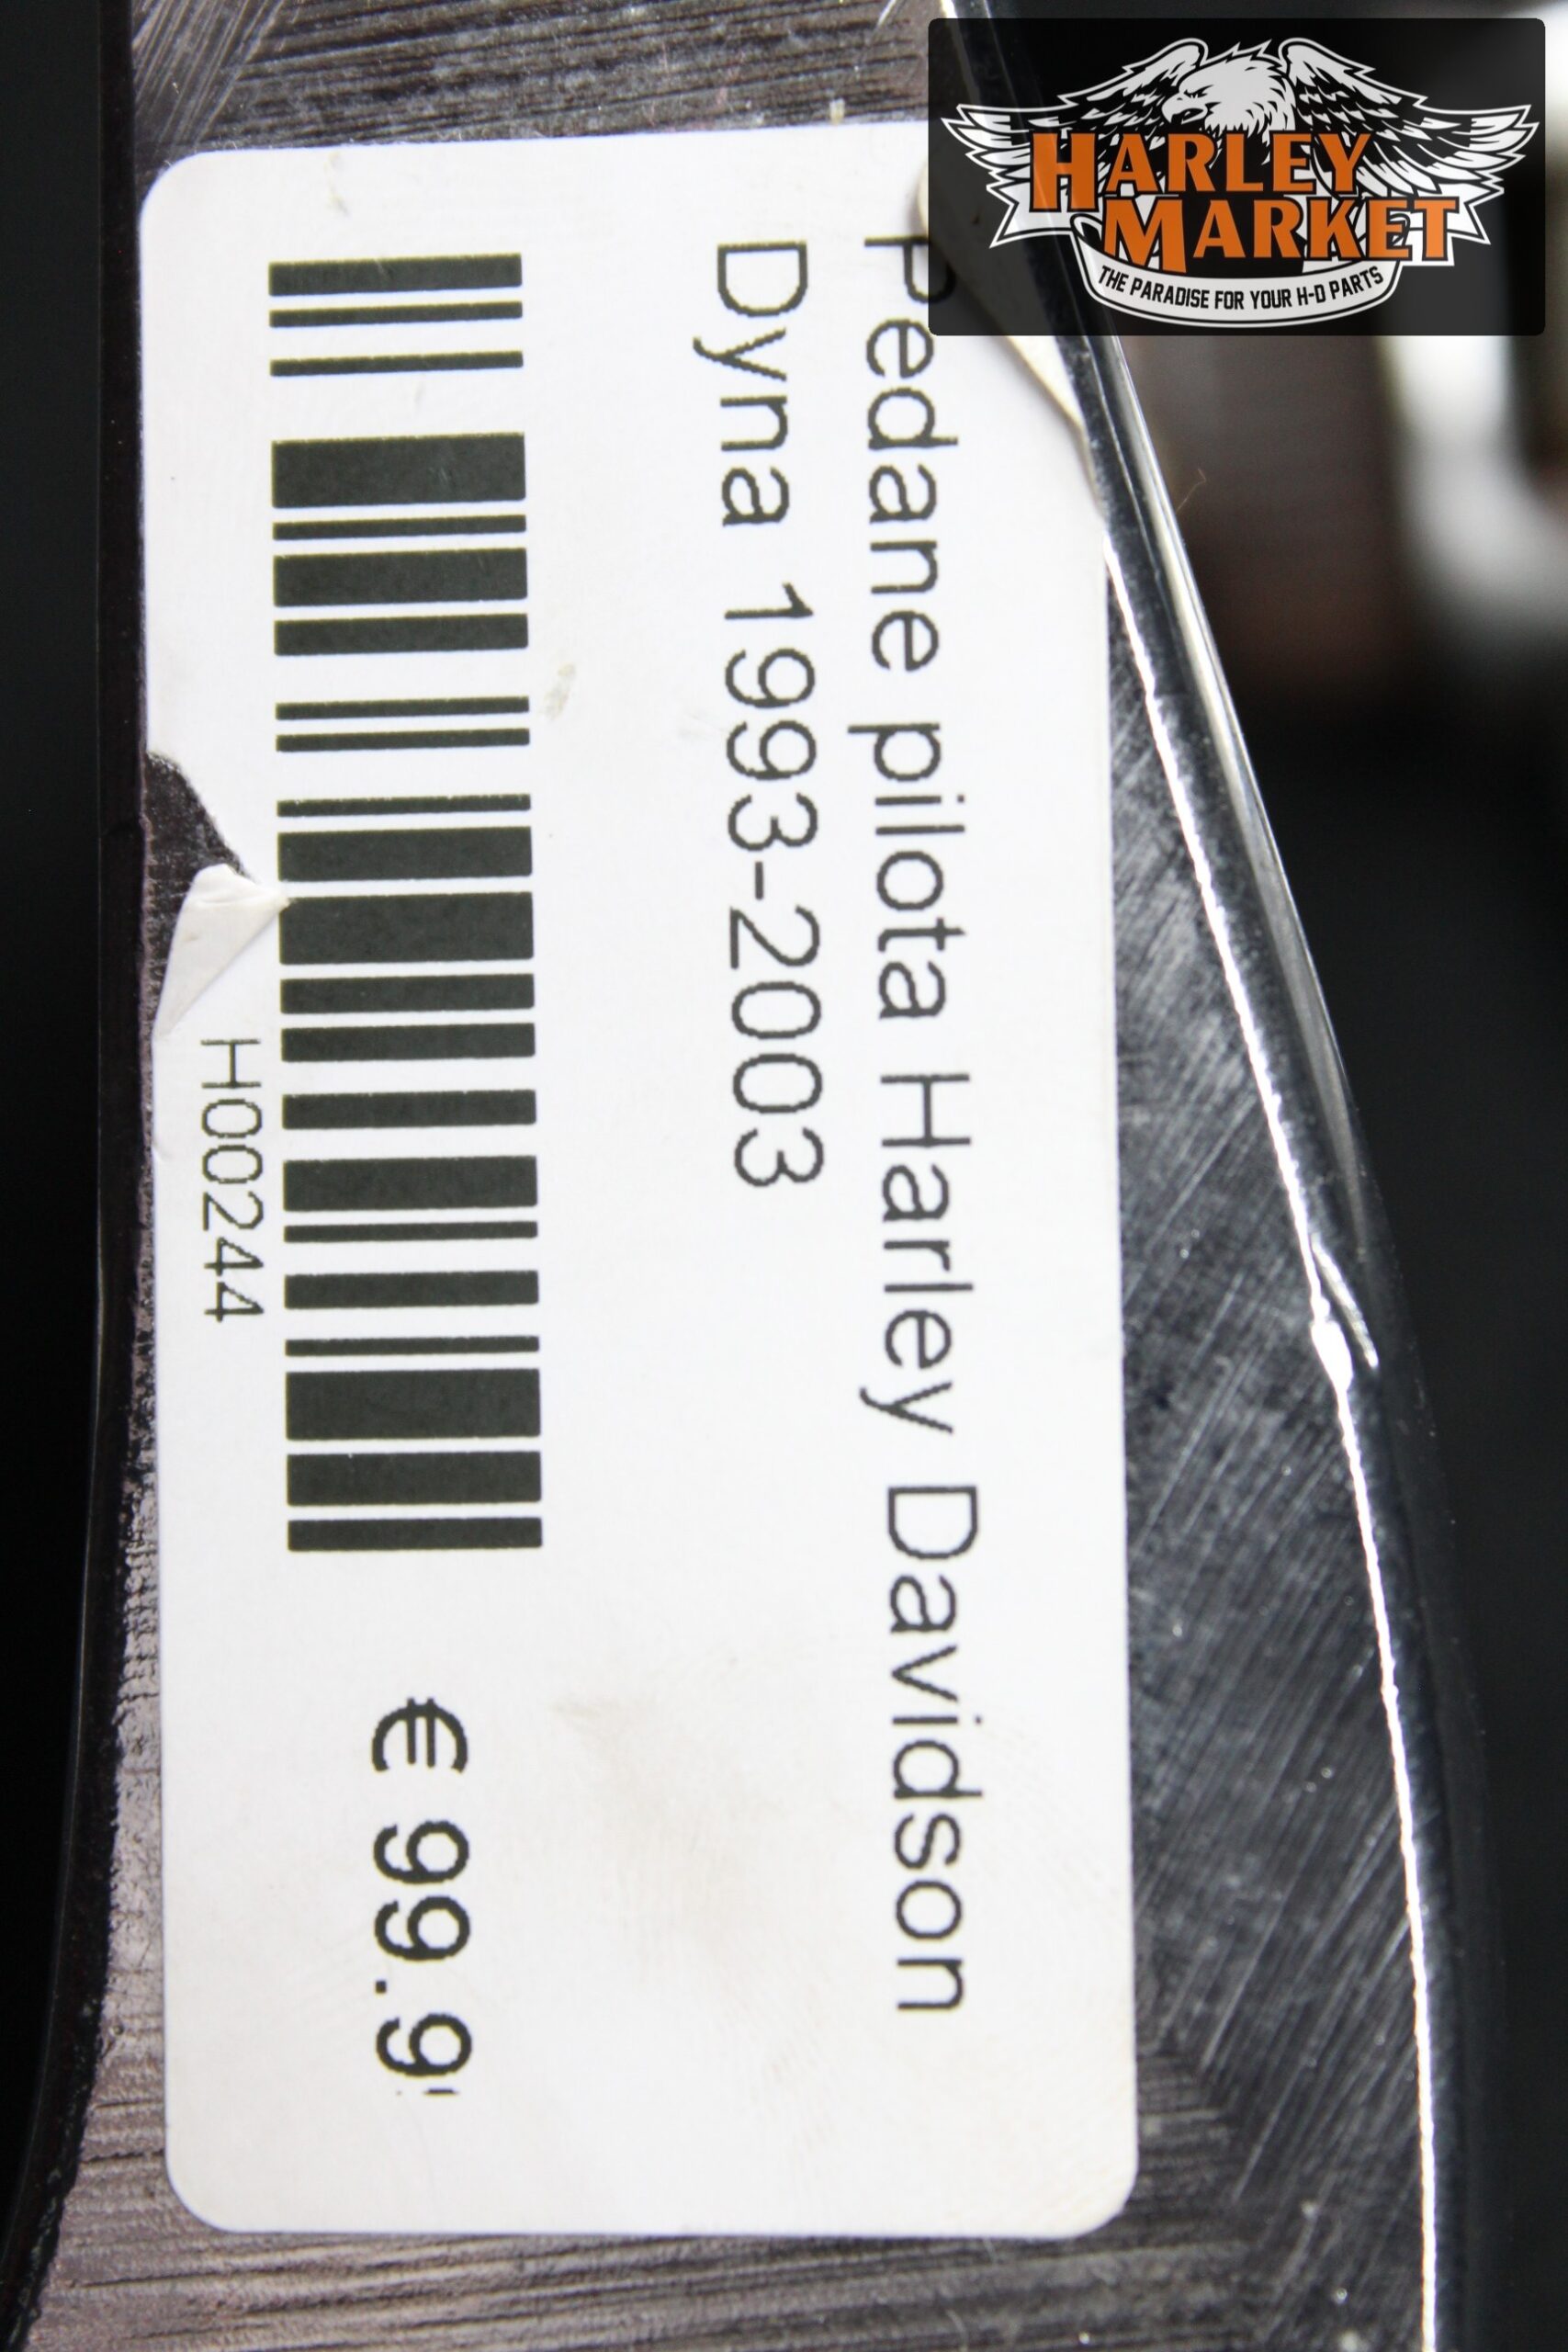 HARLEY
MARKET
THE PARADISE FOR YOUR H-D PARTS
Pedane pilota Harley Davidson
Dyna 1993-2003
H00244
€ 99.9